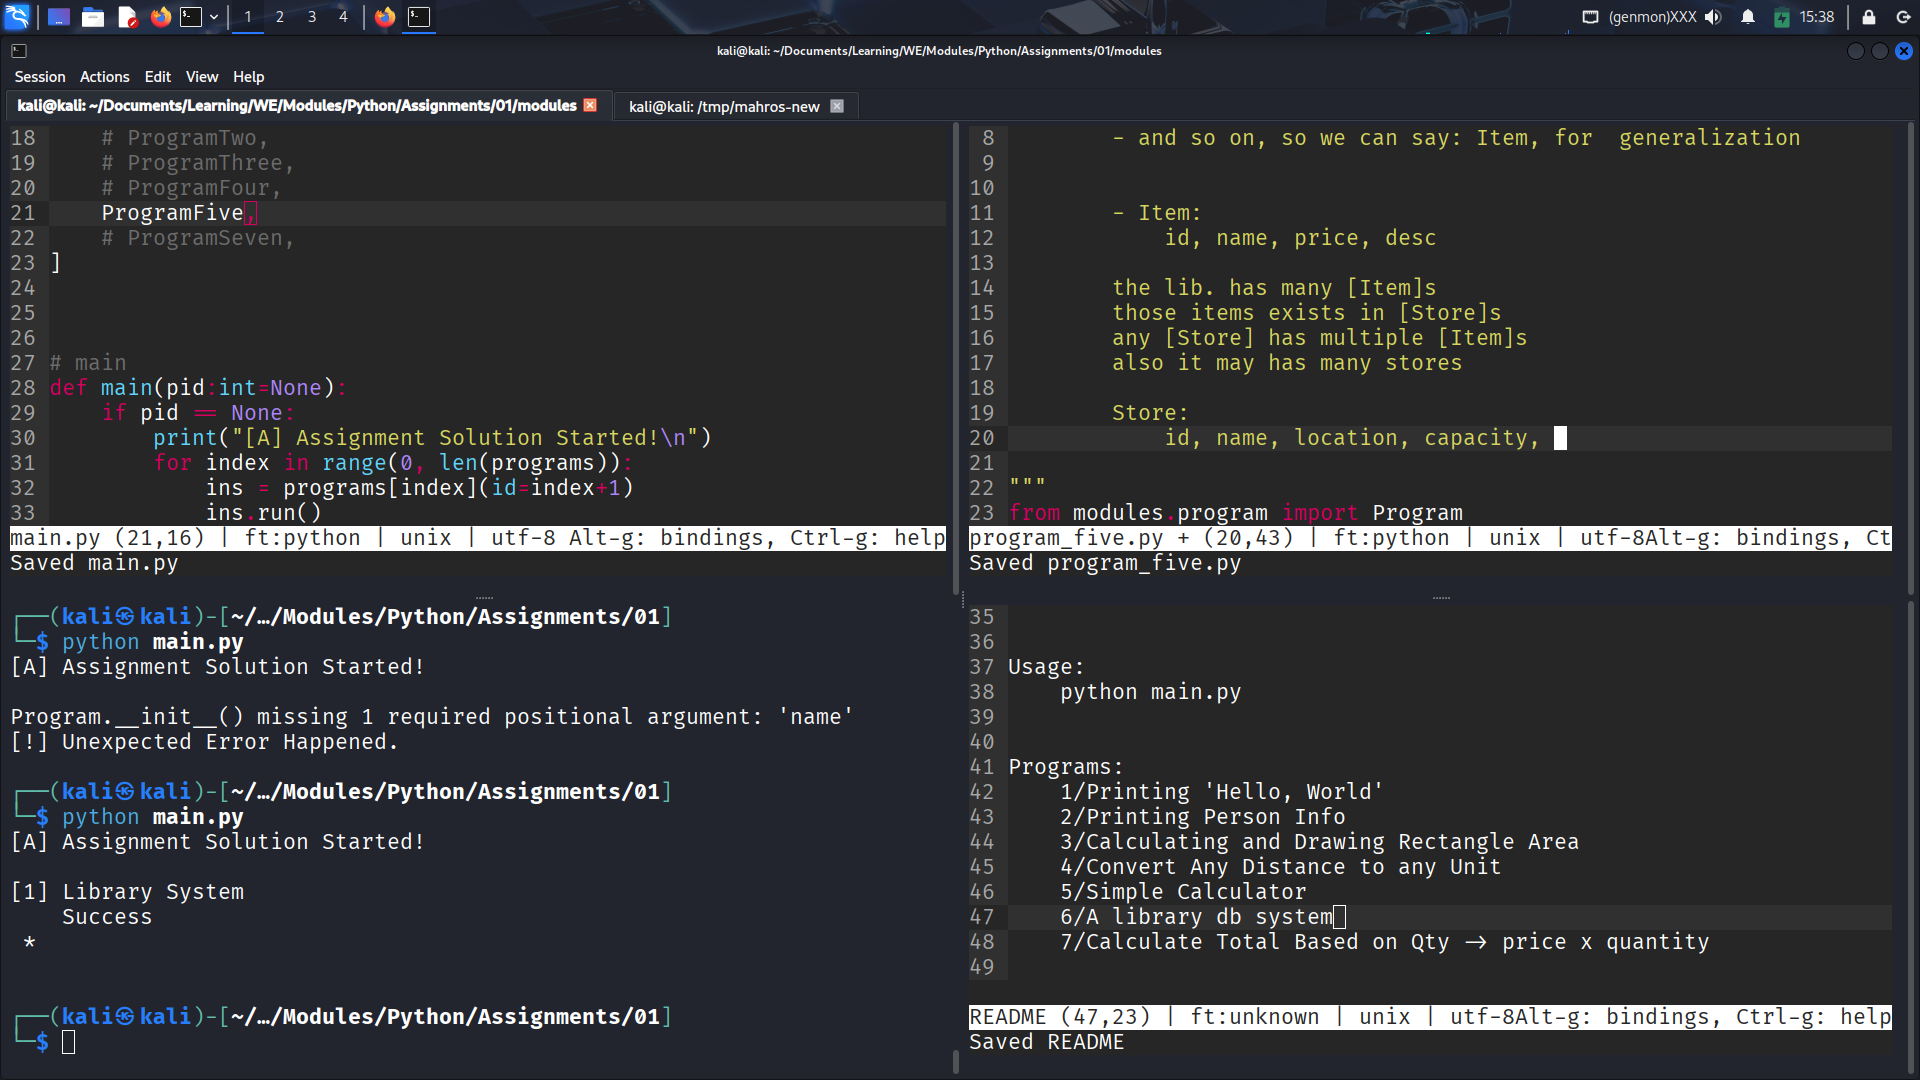 1 2 3 4 (genmon)XXX 15:38
kali@kali: ~/Documents/Learning/WE/Modules/Python/Assignments/01/modules
Session Actions Edit View Help
kali@kali: ~/Documents/Learning/WE/Modules/Python/Assignments/01/modules
kali@kali: /tmp/mahros-new
18     # ProgramTwo,
19     # ProgramThree,
20     # ProgramFour,
21     ProgramFive,
22     # ProgramSeven,
23 ]
24
25
26
27 # main
28 def main(pid:int=None):
29     if pid == None:
30         print("[A] Assignment Solution Started!\n")
31         for index in range(0, len(programs)):
32             ins = programs[index](id=index+1)
33             ins.run()
main.py (21,16) | ft:python | unix | utf-8 Alt-g: bindings, Ctrl-g: help
Saved main.py
8         - and so on, so we can say: Item, for  generalization
9
10
11         - Item:
12             id, name, price, desc
13
14         the lib. has many [Item]s
15         those items exists in [Store]s
16         any [Store] has multiple [Item]s
17         also it may has many stores
18
19         Store:
20             id, name, location, capacity,
21
22 """
23 from modules.program import Program
program_five.py + (20,43) | ft:python | unix | utf-8Alt-g: bindings, Ct
Saved program_five.py
┌──(kali㉿kali)-[~/…/Modules/Python/Assignments/01]
└─$ python main.py
[A] Assignment Solution Started!
Program.__init__() missing 1 required positional argument: 'name'
[!] Unexpected Error Happened.
┌──(kali㉿kali)-[~/…/Modules/Python/Assignments/01]
└─$ python main.py
[A] Assignment Solution Started!
[1] Library System
    Success
 *
┌──(kali㉿kali)-[~/…/Modules/Python/Assignments/01]
└─$
35
36
37 Usage:
38     python main.py
39
40
41 Programs:
42     1/Printing 'Hello, World'
43     2/Printing Person Info
44     3/Calculating and Drawing Rectangle Area
45     4/Convert Any Distance to any Unit
46     5/Simple Calculator
47     6/A library db system
48     7/Calculate Total Based on Qty -> price x quantity
49
README (47,23) | ft:unknown | unix | utf-8Alt-g: bindings, Ctrl-g: help
Saved README